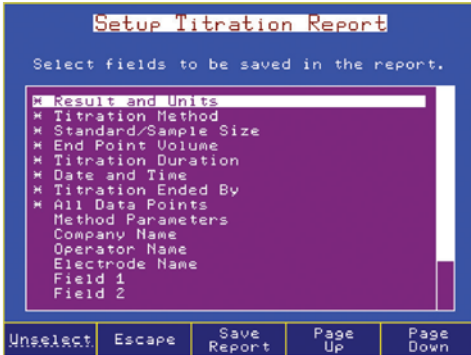 Setup Titration Report
Select fields to be saved in the report.
* Result and Units
* Titration Method
* Standard/Sample Size
* End Point Volume
* Titration Duration
* Date and Time
* Titration Ended By
* All Data Points
Method Parameters
Company Name
Operator Name
Electrode Name
Field 1
Field 2
Unselect Escape Save Report Page Up Page Down